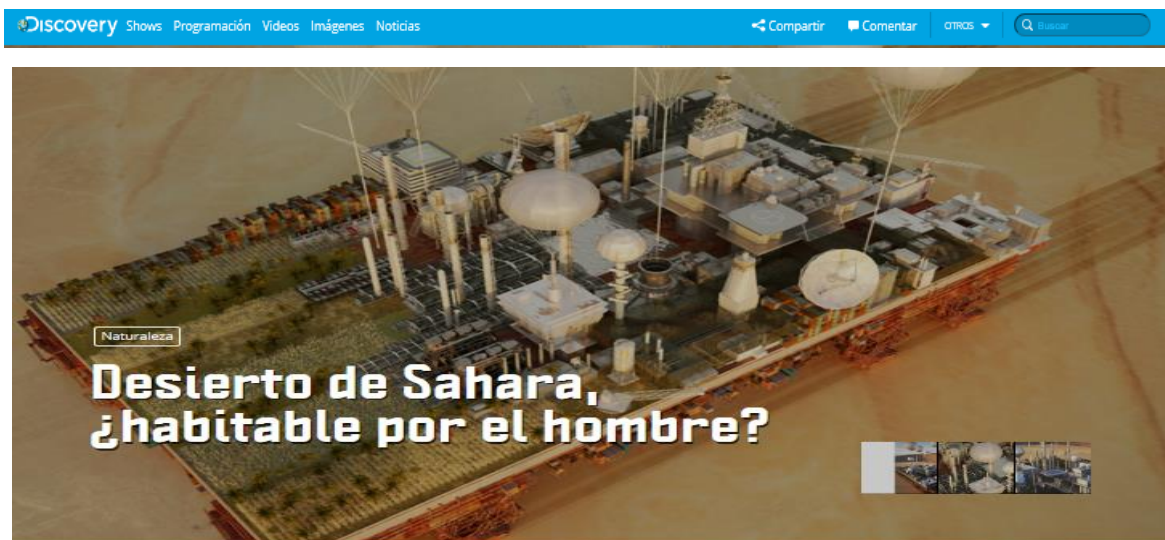 Discovery Shows Programación Videos Imágenes Noticias Compartir Comentar OTROS Buscar
Naturaleza
Desierto de Sahara,
¿habitable por el hombre?